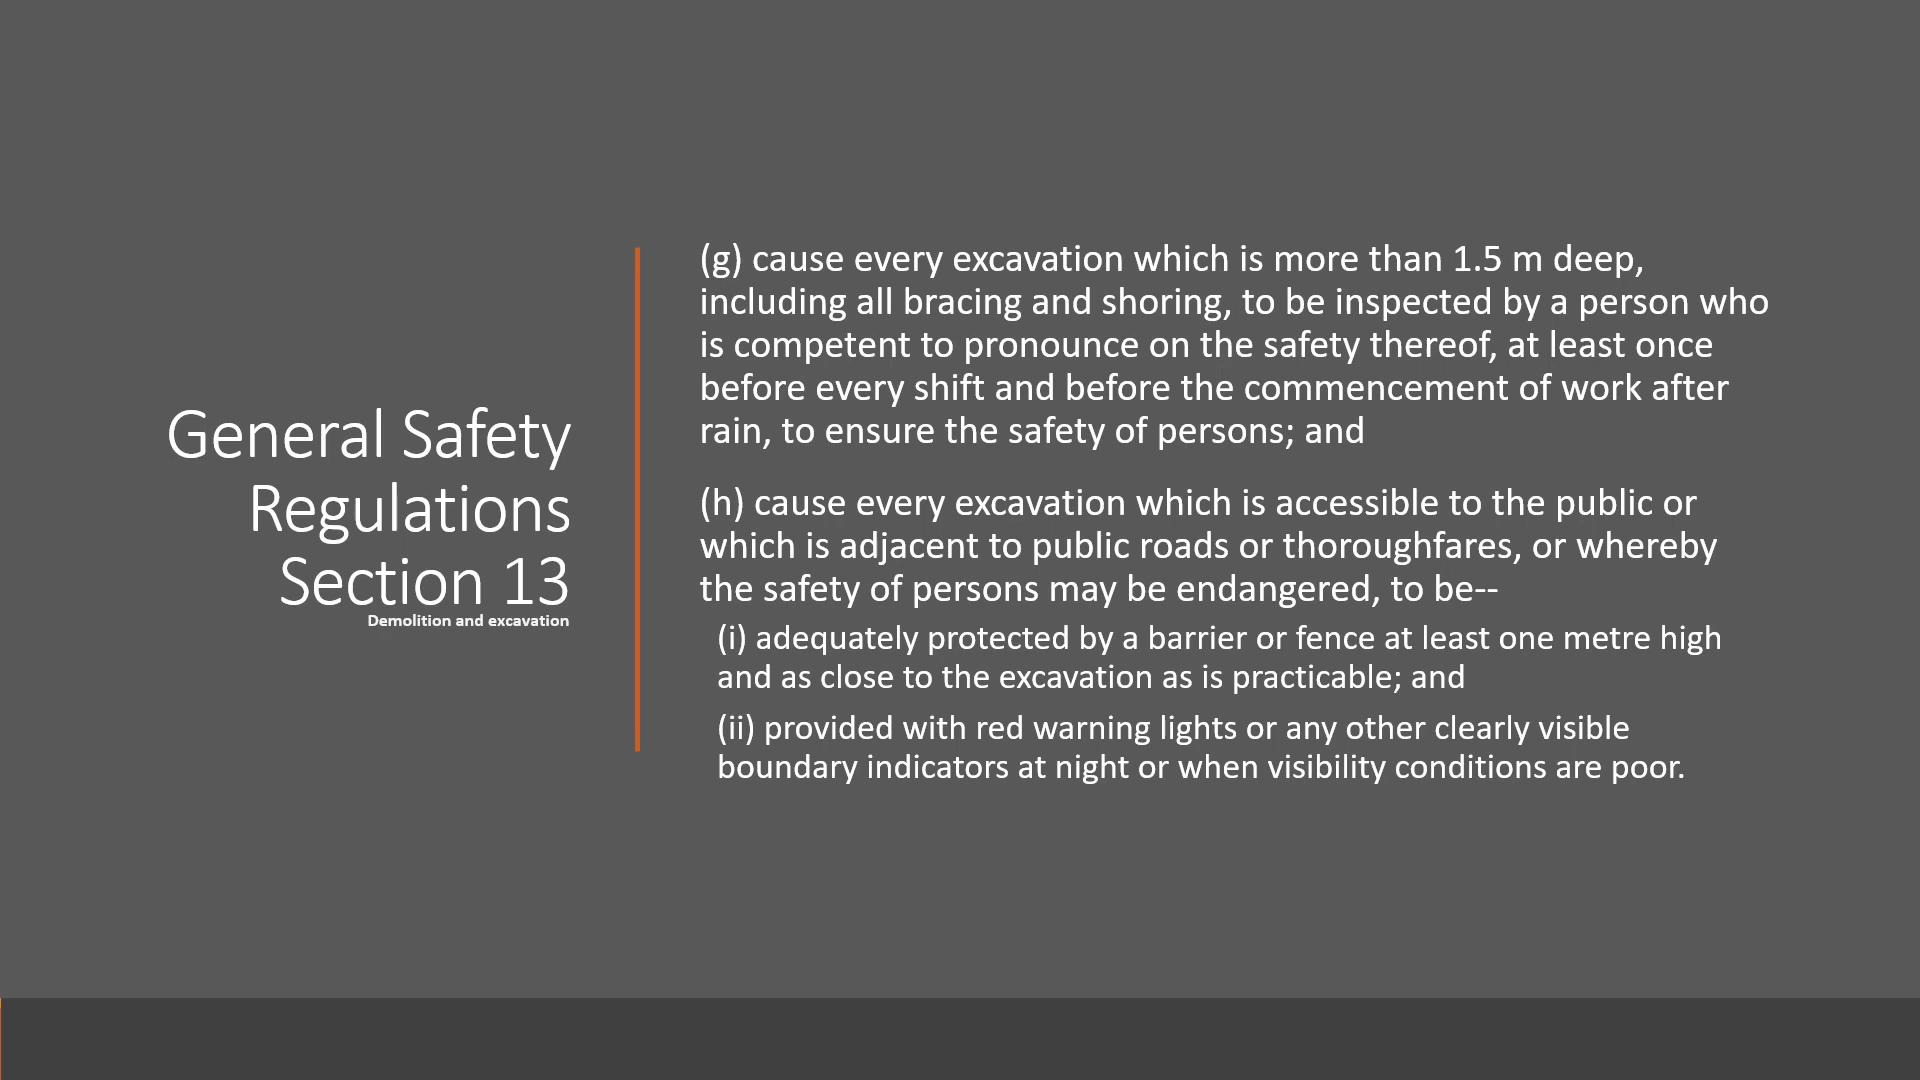 General Safety
Regulations
Section 13
Demolition and excavation
(g) cause every excavation which is more than 1.5 m deep,
including all bracing and shoring, to be inspected by a person who
is competent to pronounce on the safety thereof, at least once
before every shift and before the commencement of work after
rain, to ensure the safety of persons; and
(h) cause every excavation which is accessible to the public or
which is adjacent to public roads or thoroughfares, or whereby
the safety of persons may be endangered, to be--
(i) adequately protected by a barrier or fence at least one metre high
and as close to the excavation as is practicable; and
(ii) provided with red warning lights or any other clearly visible
boundary indicators at night or when visibility conditions are poor.